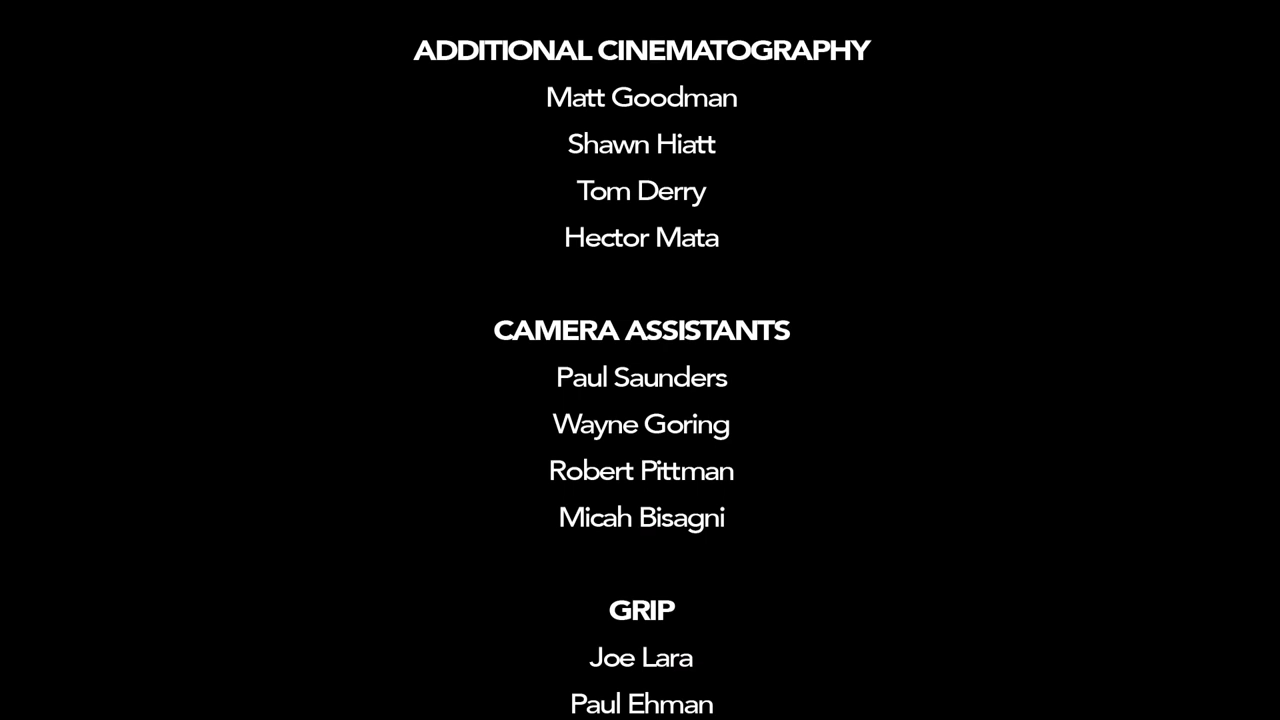 ADDITIONAL CINEMATOGRAPHY
Matt Goodman
Shawn Hiatt
Tom Derry
Hector Mata
CAMERA ASSISTANTS
Paul Saunders
Wayne Goring
Robert Pittman
Micah Bisagni
GRIP
Joe Lara
Paul Ehman